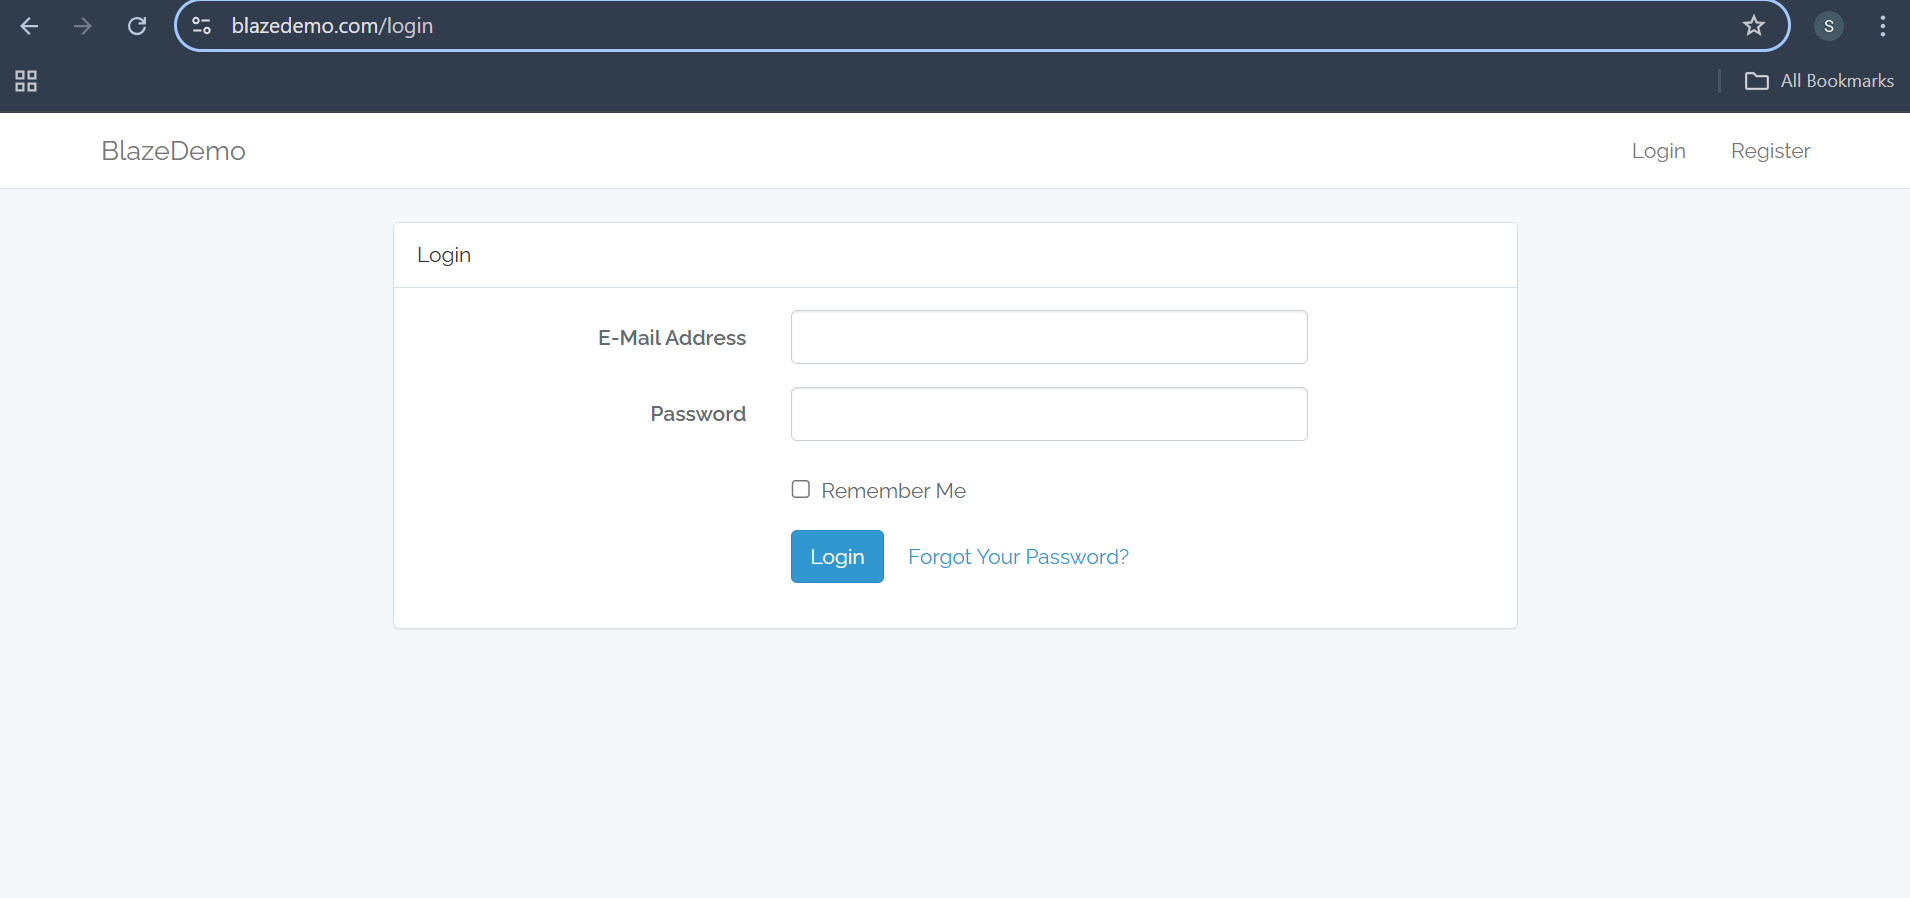 blazedemo.com/login
S
All Bookmarks
BlazeDemo
Login Register
Login
E-Mail Address
Password
Remember Me
Login Forgot Your Password?